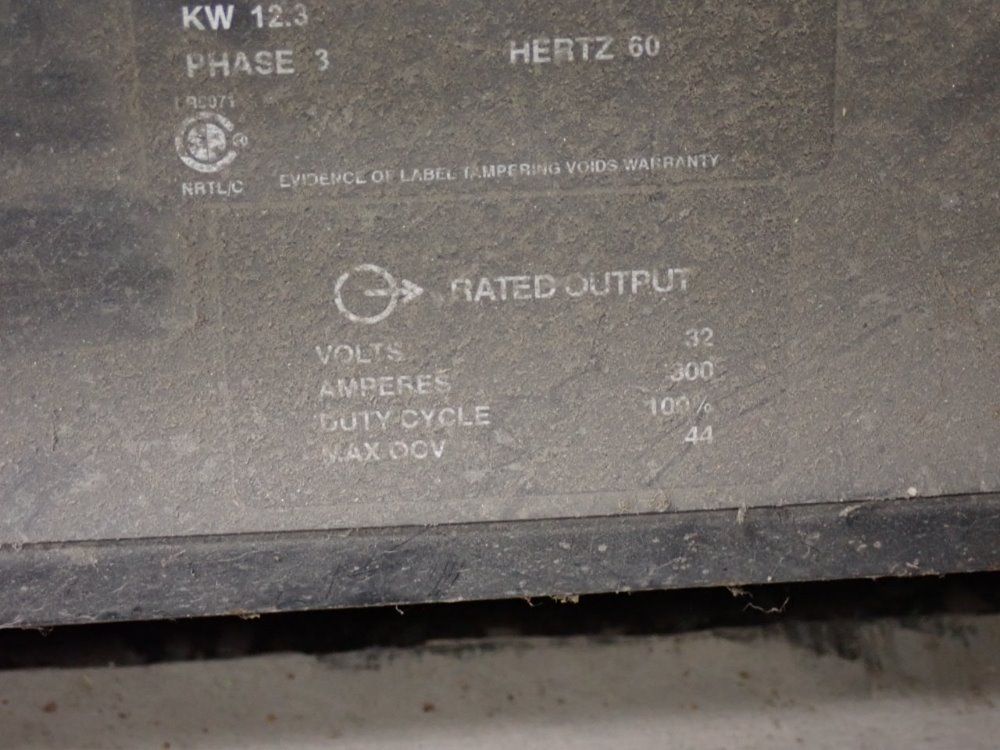 KW 12.3
PHASE 3 HERTZ 60
NRTL/C
EVIDENCE OF LABEL TAMPERING VOIDS WARRANTY
RATED OUTPUT
VOLTS 32
AMPERES 300
DUTY CYCLE 100%
MAX OCV 44